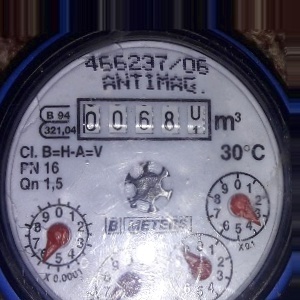 466237/06
ANTIMAG.
B 94
321,04
0068
m³
Cl. B=H-A=V
30°C
PN 16
Qn 1,5
B METERS
X 0.1
X 0.0001